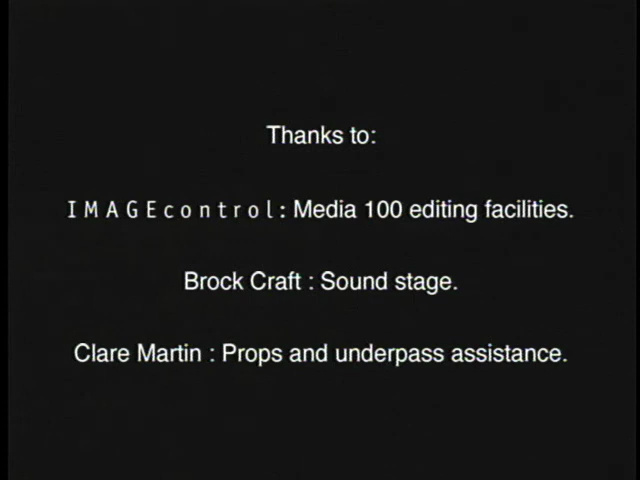 Thanks to:
IMAGEcontrol: Media 100 editing facilities.
Brock Craft : Sound stage.
Clare Martin : Props and underpass assistance.